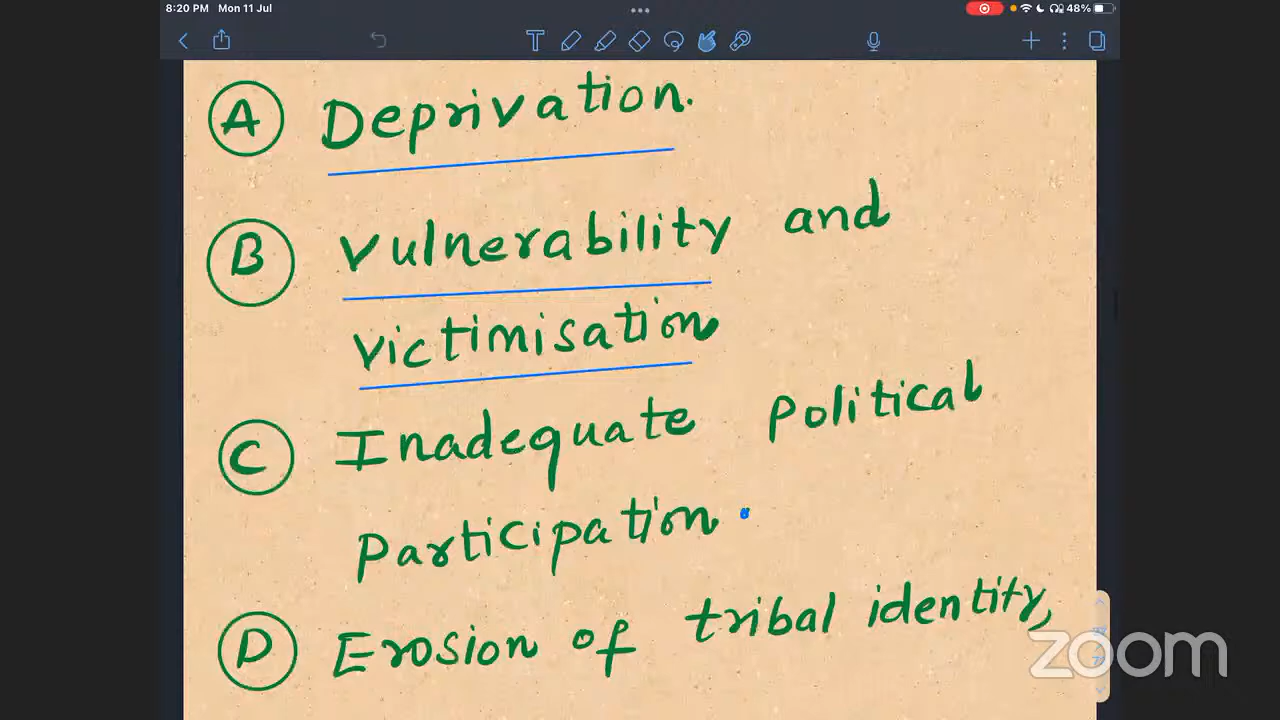 8:20 PM Mon 11 Jul
48%
A Deprivation.
B Vulnerability and
victimisation
C Inadequate political
participation.
D Erosion of tribal identity,
zoom